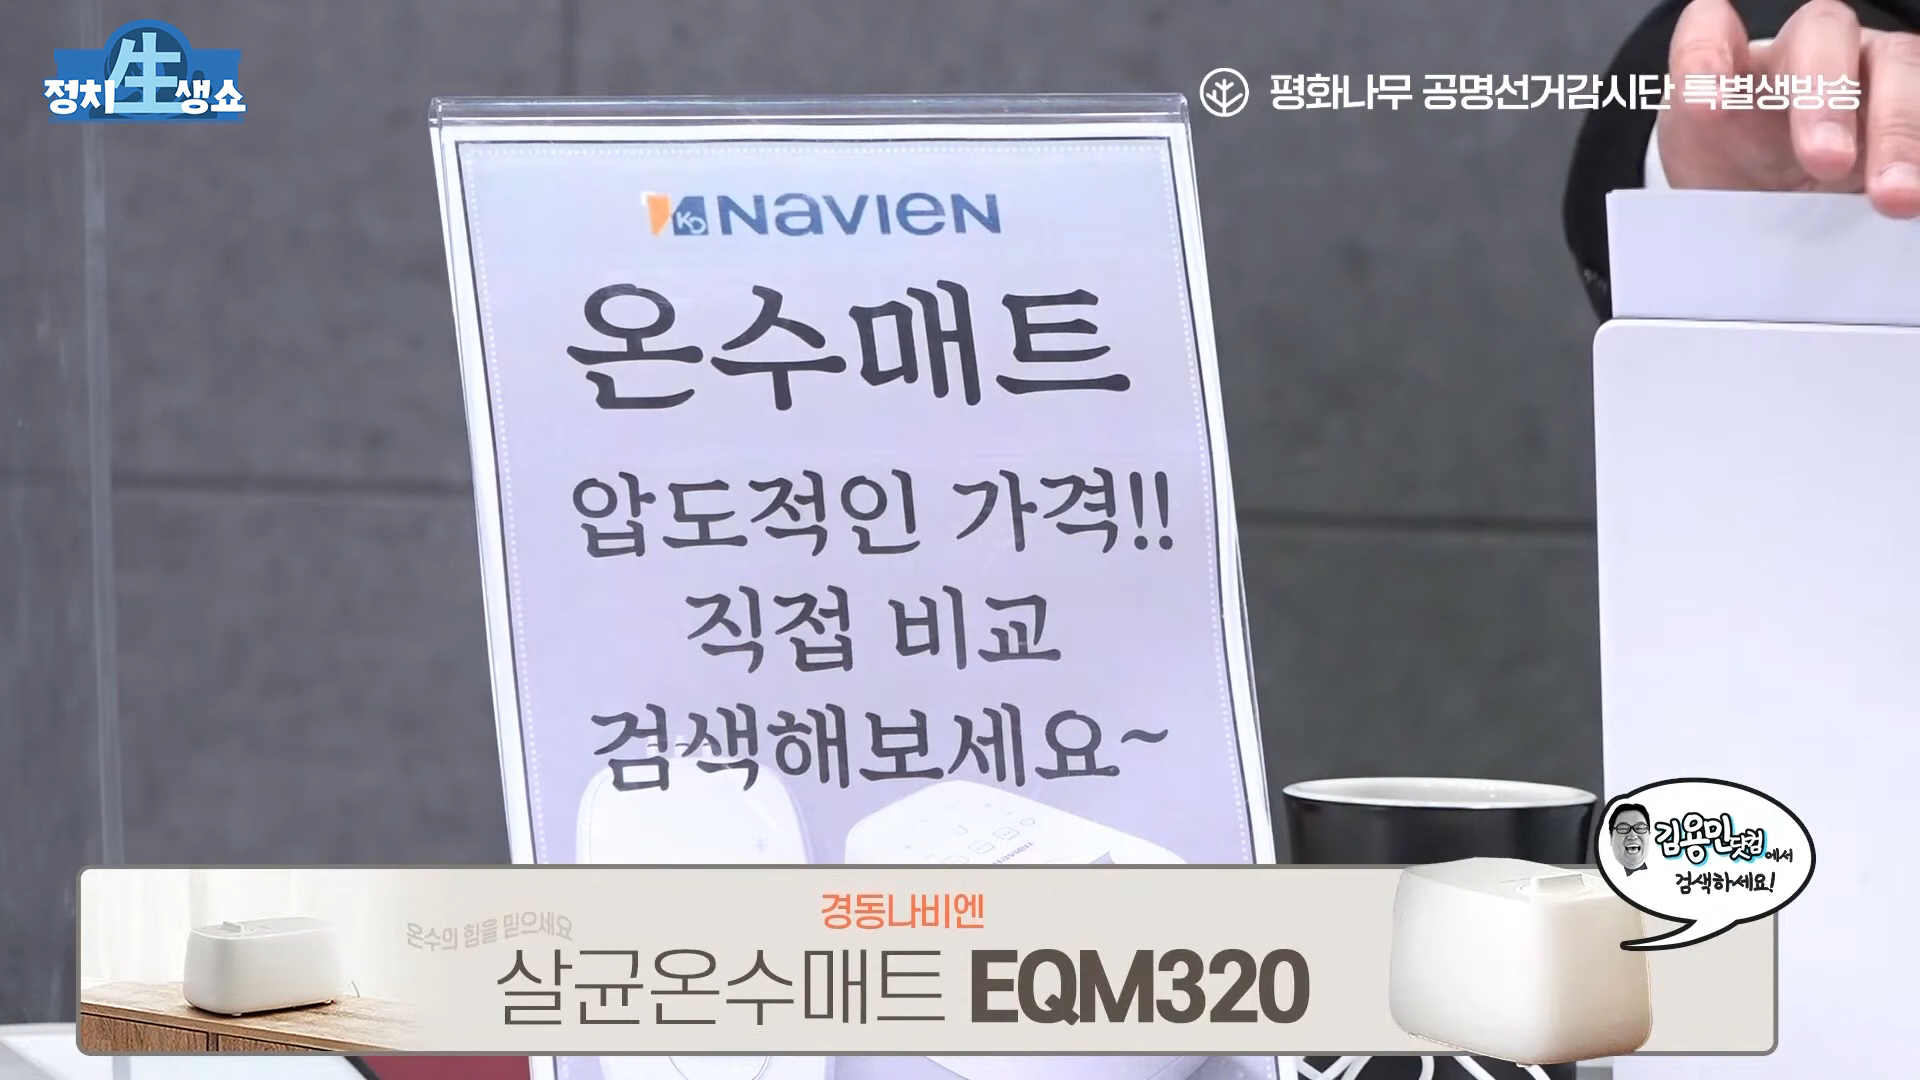 정치生생쇼
평화나무 공명선거감시단 특별생방송
KD NAVIEN
온수매트
압도적인 가격!!
직접 비교
검색해보세요~
NAVIEN
김용민닷컴에서
검색하세요!
경동나비엔
온수의 힘을 믿으세요
살균온수매트 EQM320